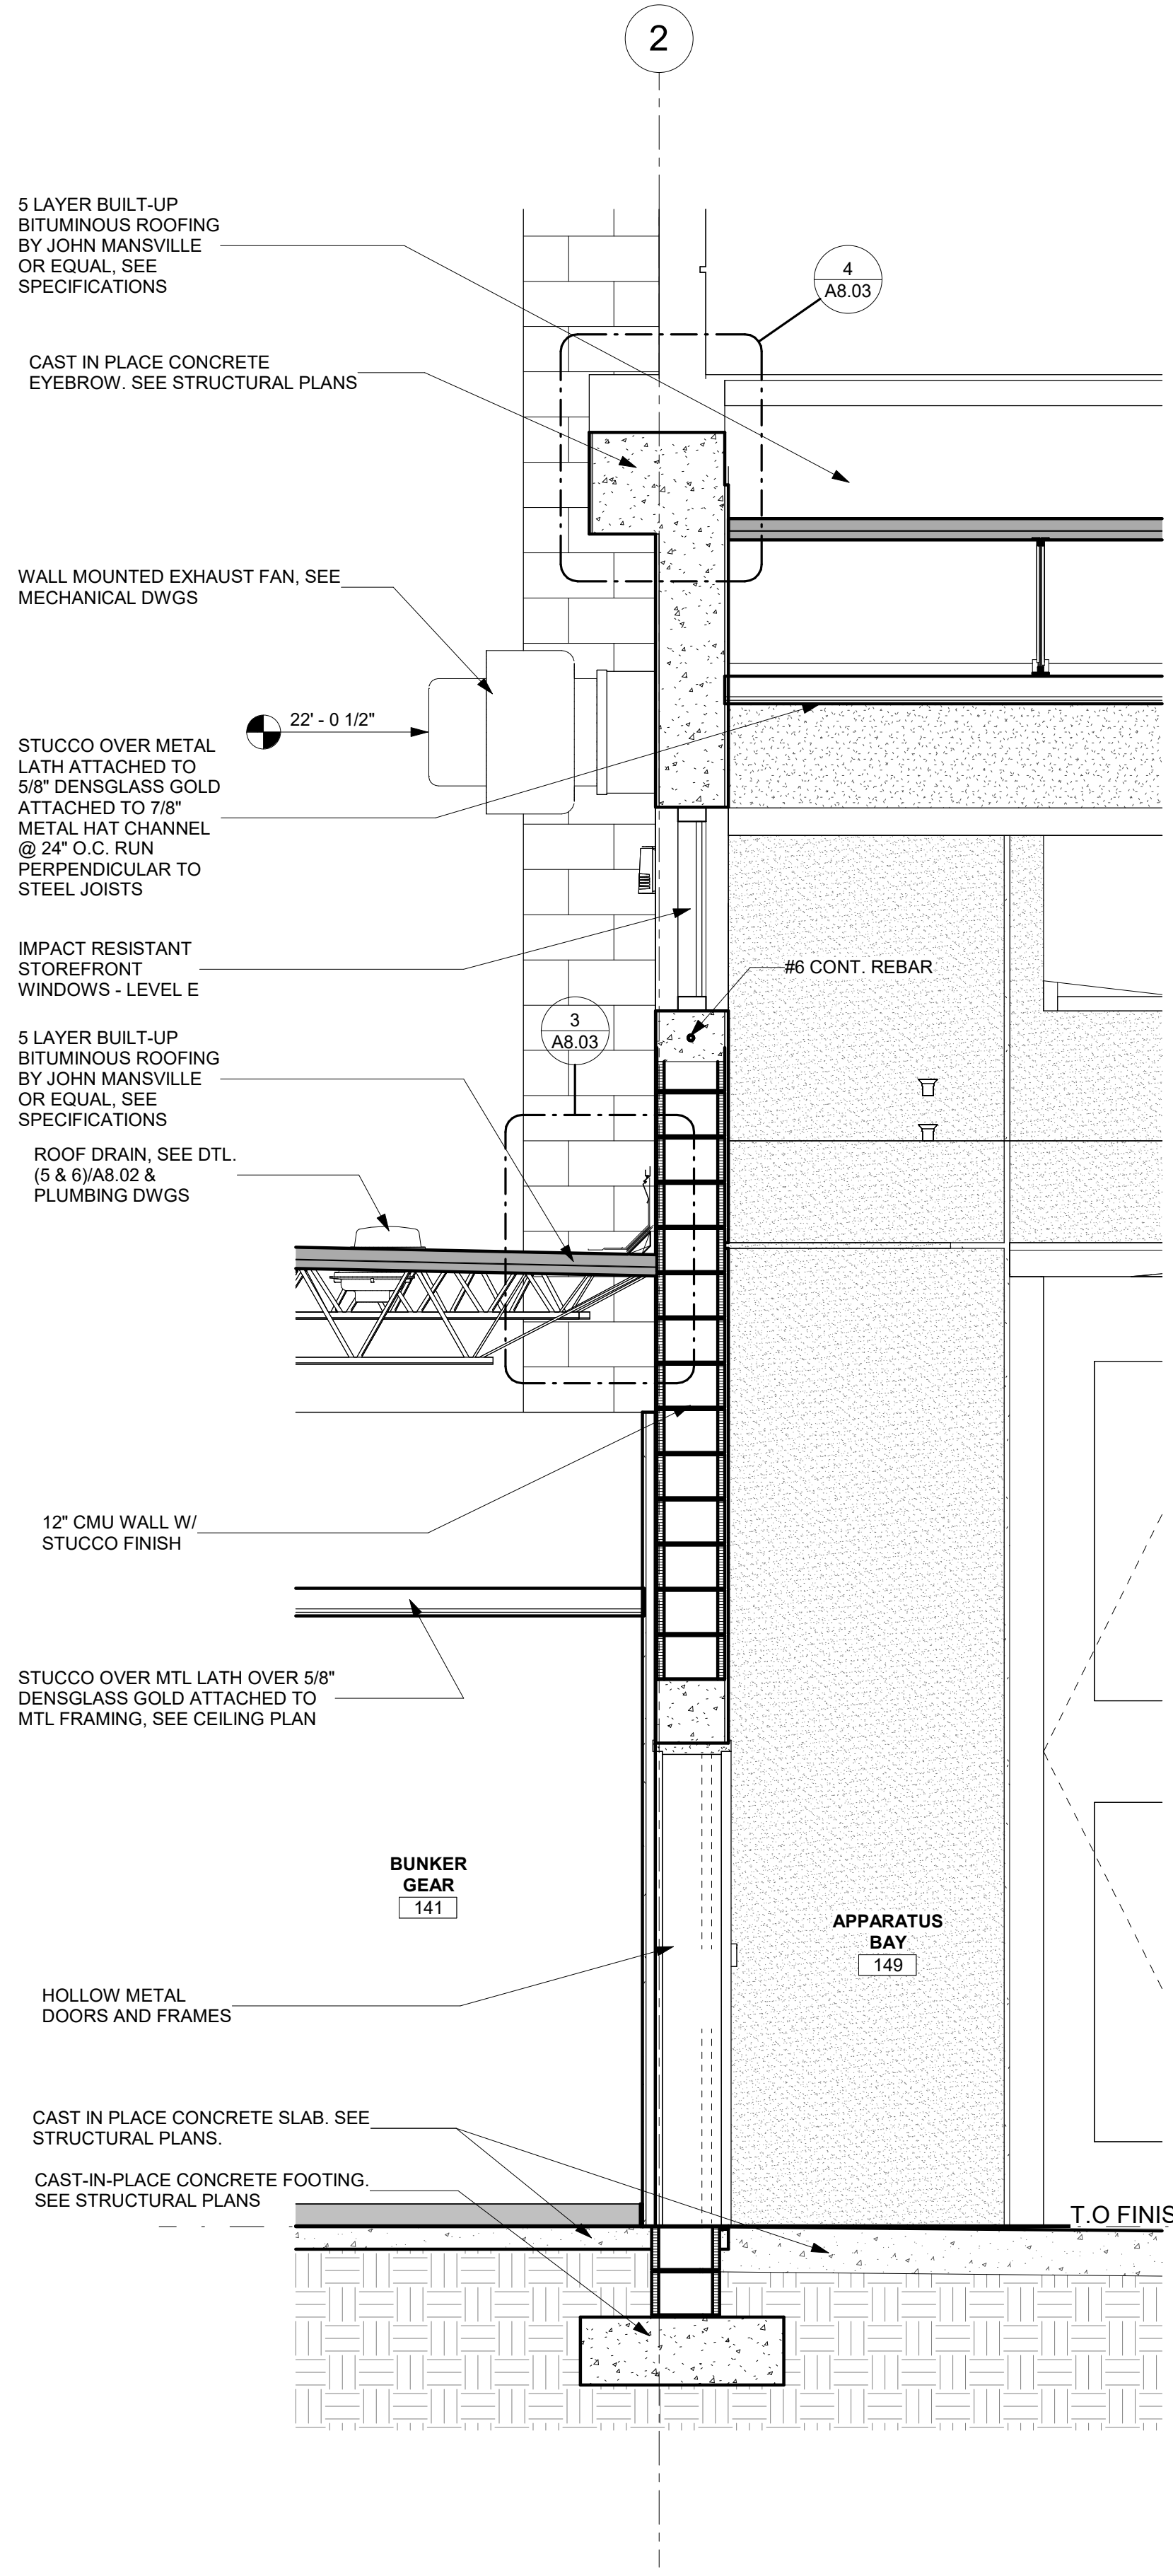 2
5 LAYER BUILT-UP
BITUMINOUS ROOFING
BY JOHN MANSVILLE
OR EQUAL, SEE
SPECIFICATIONS
4
A8.03
CAST IN PLACE CONCRETE
EYEBROW. SEE STRUCTURAL PLANS
WALL MOUNTED EXHAUST FAN, SEE
MECHANICAL DWGS
22' - 0 1/2"
STUCCO OVER METAL
LATH ATTACHED TO
5/8" DENSGLASS GOLD
ATTACHED TO 7/8"
METAL HAT CHANNEL
@ 24" O.C. RUN
PERPENDICULAR TO
STEEL JOISTS
IMPACT RESISTANT
STOREFRONT
WINDOWS - LEVEL E
#6 CONT. REBAR
3
A8.03
5 LAYER BUILT-UP
BITUMINOUS ROOFING
BY JOHN MANSVILLE
OR EQUAL, SEE
SPECIFICATIONS
ROOF DRAIN, SEE DTL.
(5 & 6)/A8.02 &
PLUMBING DWGS
12" CMU WALL W/
STUCCO FINISH
STUCCO OVER MTL LATH OVER 5/8"
DENSGLASS GOLD ATTACHED TO
MTL FRAMING, SEE CEILING PLAN
BUNKER
GEAR
141
APPARATUS
BAY
149
HOLLOW METAL
DOORS AND FRAMES
CAST IN PLACE CONCRETE SLAB. SEE
STRUCTURAL PLANS.
CAST-IN-PLACE CONCRETE FOOTING.
SEE STRUCTURAL PLANS
T.O FINIS